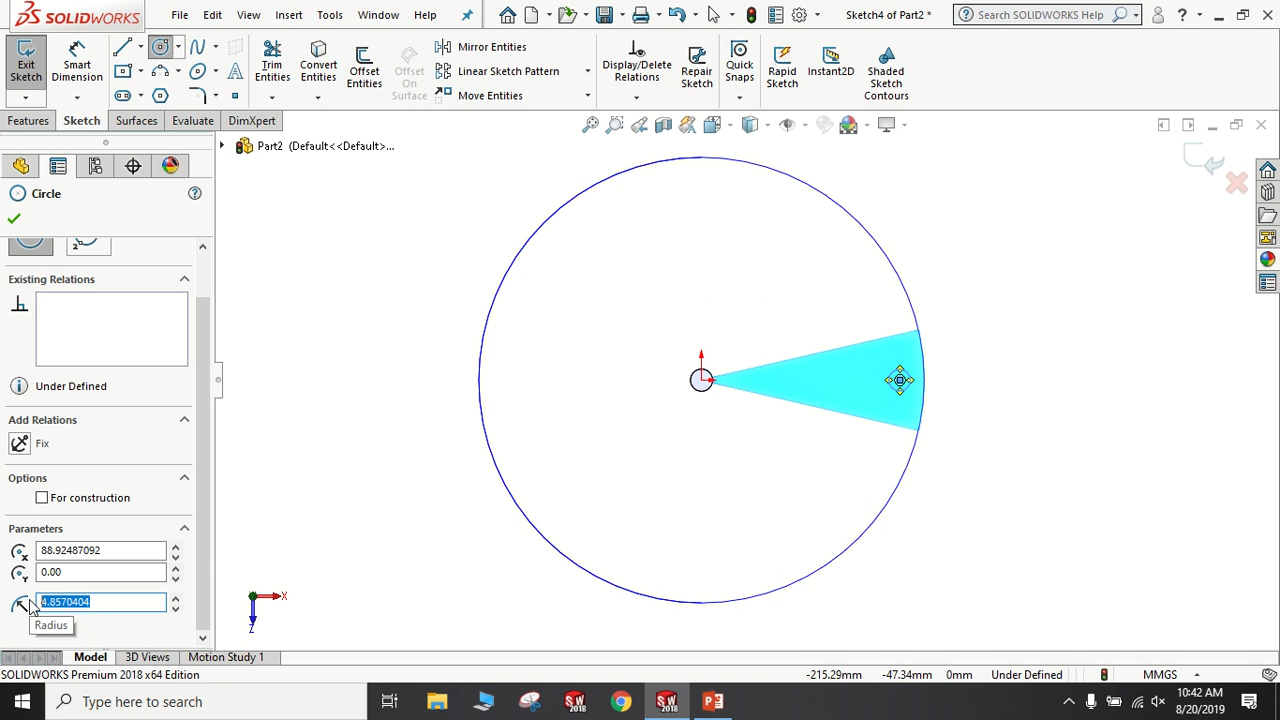 SOLIDWORKS
File Edit View Insert Tools Window Help
Sketch4 of Part2 *
Search SOLIDWORKS Help
?
Exit Sketch
Smart Dimension
Trim Entities
Convert Entities
Offset Entities
Offset On Surface
Mirror Entities
Linear Sketch Pattern
Move Entities
Display/Delete Relations
Repair Sketch
Quick Snaps
Rapid Sketch
Instant2D
Shaded Sketch Contours
Features Sketch Surfaces Evaluate DimXpert
Part2 (Default<<Default>...
Circle
Existing Relations
Under Defined
Add Relations
Fix
Options
For construction
Parameters
88.92487092
0.00
4.8570404
Radius
X
Z
Model 3D Views Motion Study 1
SOLIDWORKS Premium 2018 x64 Edition
-215.29mm -47.34mm 0mm Under Defined MMGS
Type here to search
10:42 AM
8/20/2019